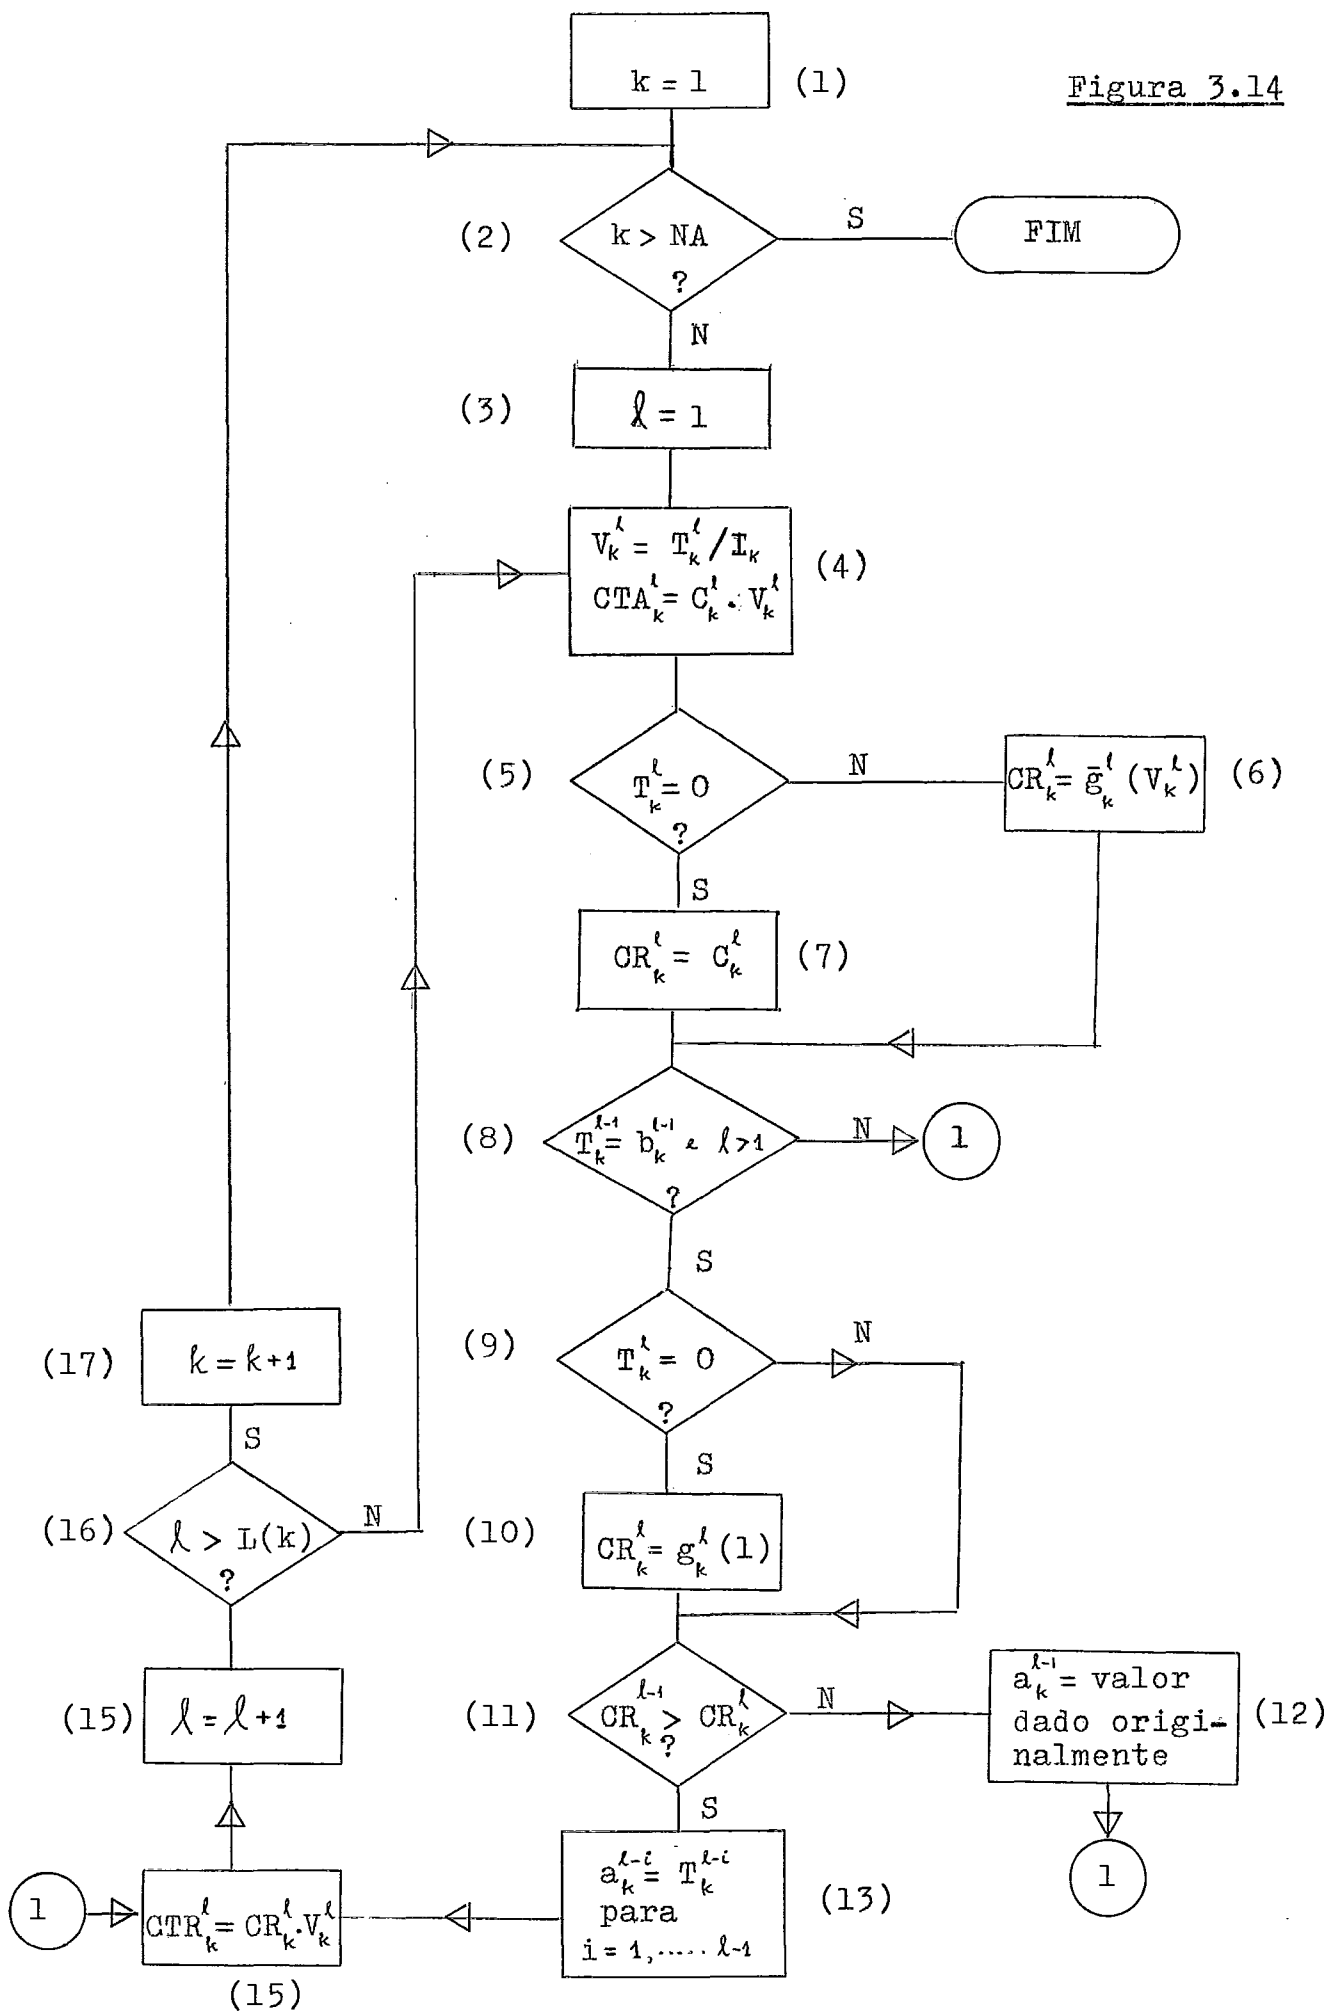 k = 1
(1)
Figura 3.14
(2)
k > NA
?
S
FIM
N
(3)
ℓ = 1
V_k^ℓ = T_k^ℓ / I_k
CTA_k^ℓ = C_k^ℓ . V_k^ℓ
(4)
(5)
T_k^ℓ = 0
?
N
CR_k^ℓ = ḡ_k^ℓ (V_k^ℓ)
(6)
S
CR_k^ℓ = C_k^ℓ
(7)
(8)
T_k^{ℓ-1} = b_k^{ℓ-1} e ℓ>1
?
N
1
S
(9)
T_k^ℓ = 0
?
N
S
(10)
CR_k^ℓ = g_k^ℓ (1)
(11)
CR_k^{ℓ-1} > CR_k^ℓ
?
N
a_k^{ℓ-1} = valor
dado origi-
nalmente
(12)
1
S
a_k^{ℓ-i} = T_k^{ℓ-i}
para
i = 1, ..... ℓ-1
(13)
1
CTR_k^ℓ = CR_k^ℓ . V_k^ℓ
(15)
(15)
ℓ = ℓ+1
(16)
ℓ > L(k)
?
N
S
(17)
k = k+1